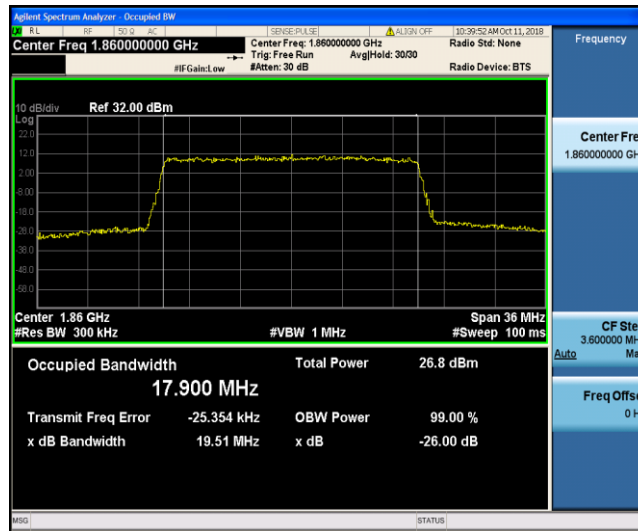 Agilent Spectrum Analyzer - Occupied BW
RL RF 50 Ω AC SENSE:PULSE ALIGN OFF 10:39:52 AM Oct 11, 2018
Center Freq 1.860000000 GHz
Center Freq: 1.860000000 GHz
Radio Std: None
Trig: Free Run Avg|Hold: 30/30
#IFGain:Low
#Atten: 30 dB
Radio Device: BTS
Frequency
10 dB/div Ref 32.00 dBm
Log
22.0
12.0
2.00
-8.00
-18.0
-28.0
-38.0
-48.0
-58.0
Center Fre
1.860000000 GH
Center 1.86 GHz
Span 36 MHz
#Res BW 300 kHz
#VBW 1 MHz
#Sweep 100 ms
CF Ste
3.600000 MH
Auto Ma
Occupied Bandwidth
17.900 MHz
Total Power 26.8 dBm
Transmit Freq Error -25.354 kHz
OBW Power 99.00 %
x dB Bandwidth 19.51 MHz
x dB -26.00 dB
Freq Offse
0 H
MSG
STATUS